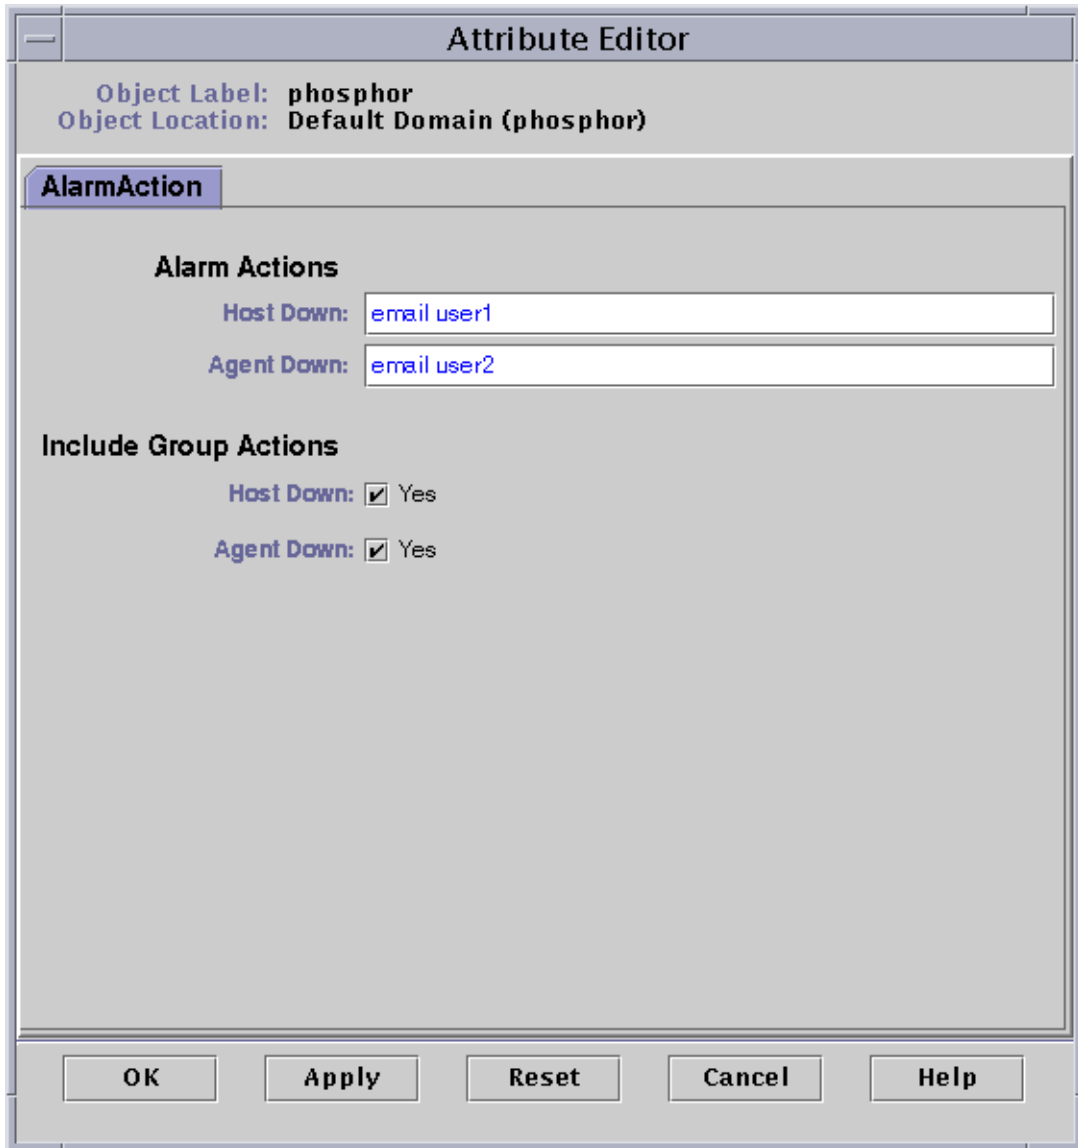 Attribute Editor
Object Label: phosphor
Object Location: Default Domain (phosphor)
AlarmAction
Alarm Actions
Host Down: email user1
Agent Down: email user2
Include Group Actions
Host Down: Yes
Agent Down: Yes
OK Apply Reset Cancel Help